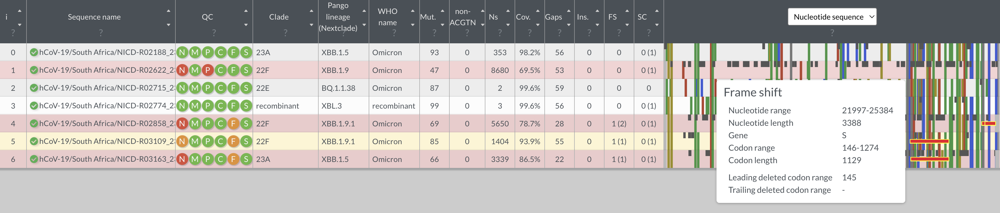 i Sequence name QC Clade Pango lineage (Nextclade) WHO name Mut. non-ACGTN Ns Cov. Gaps Ins. FS SC Nucleotide sequence
? ? ? ? ? ? ? ? ? ? ? ? ? ? ?
0 hCoV-19/South Africa/NICD-R02188_23 N M P C F S 23A XBB.1.5 Omicron 93 0 353 98.2% 56 0 0 0 (1)
1 hCoV-19/South Africa/NICD-R02622_23 N M P C F S 22F XBB.1.9 Omicron 47 0 8680 69.5% 53 0 0 0 (1)
2 hCoV-19/South Africa/NICD-R02715_23 N M P C F S 22E BQ.1.1.38 Omicron 87 0 2 99.6% 59 0 0 0
3 hCoV-19/South Africa/NICD-R02774_23 N M P C F S recombinant XBL.3 recombinant 99 0 3 99.6% 56 0 0 0 (1)
4 hCoV-19/South Africa/NICD-R02858_23 N M P C F S 22F XBB.1.9.1 Omicron 69 0 5650 78.7% 28 0 1 (2) 0 (1)
5 hCoV-19/South Africa/NICD-R03109_23 N M P C F S 22F XBB.1.9.1 Omicron 85 0 1404 93.9% 55 0 1 (1) 0 (1)
6 hCoV-19/South Africa/NICD-R03163_23 N M P C F S 23A XBB.1.5 Omicron 66 0 3339 86.5% 22 0 1 (1) 0 (1)
Frame shift
Nucleotide range 21997-25384
Nucleotide length 3388
Gene S
Codon range 146-1274
Codon length 1129
Leading deleted codon range 145
Trailing deleted codon range -